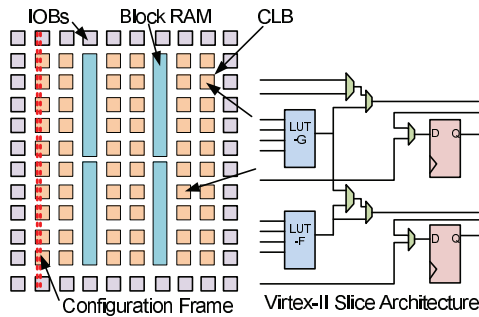 IOBs
Block RAM
CLB
LUT
-G
D
Q
LUT
-F
D
Q
Configuration Frame
Virtex-II Slice Architecture